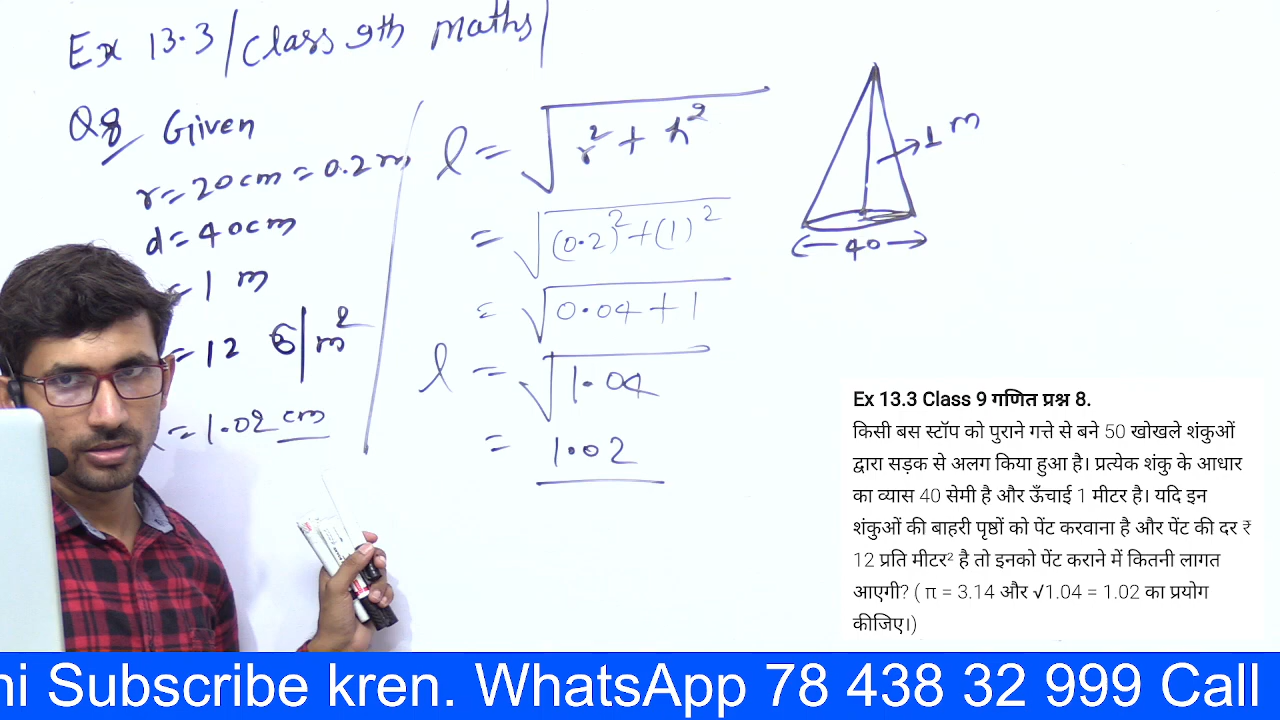 Ex 13.3 | Class 9th maths |
Q8 Given
r = 20 cm = 0.2 m
d = 40 cm
= 1 m
= 12 ₹|m²
= 1.02 cm
l = √r² + h²
= √(0.2)² + (1)²
= √0.04 + 1
l = √1.04
= 1.02
1 m
40
Ex 13.3 Class 9 गणित प्रश्न 8.
किसी बस स्टॉप को पुराने गत्ते से बने 50 खोखले शंकुओं
द्वारा सड़क से अलग किया हुआ है। प्रत्येक शंकु के आधार
का व्यास 40 सेमी है और ऊँचाई 1 मीटर है। यदि इन
शंकुओं की बाहरी पृष्ठों को पेंट करवाना है और पेंट की दर ₹
12 प्रति मीटर² है तो इनको पेंट कराने में कितनी लागत
आएगी? ( π = 3.14 और √1.04 = 1.02 का प्रयोग
कीजिए।)
Subscribe kren. WhatsApp 78 438 32 999 Call